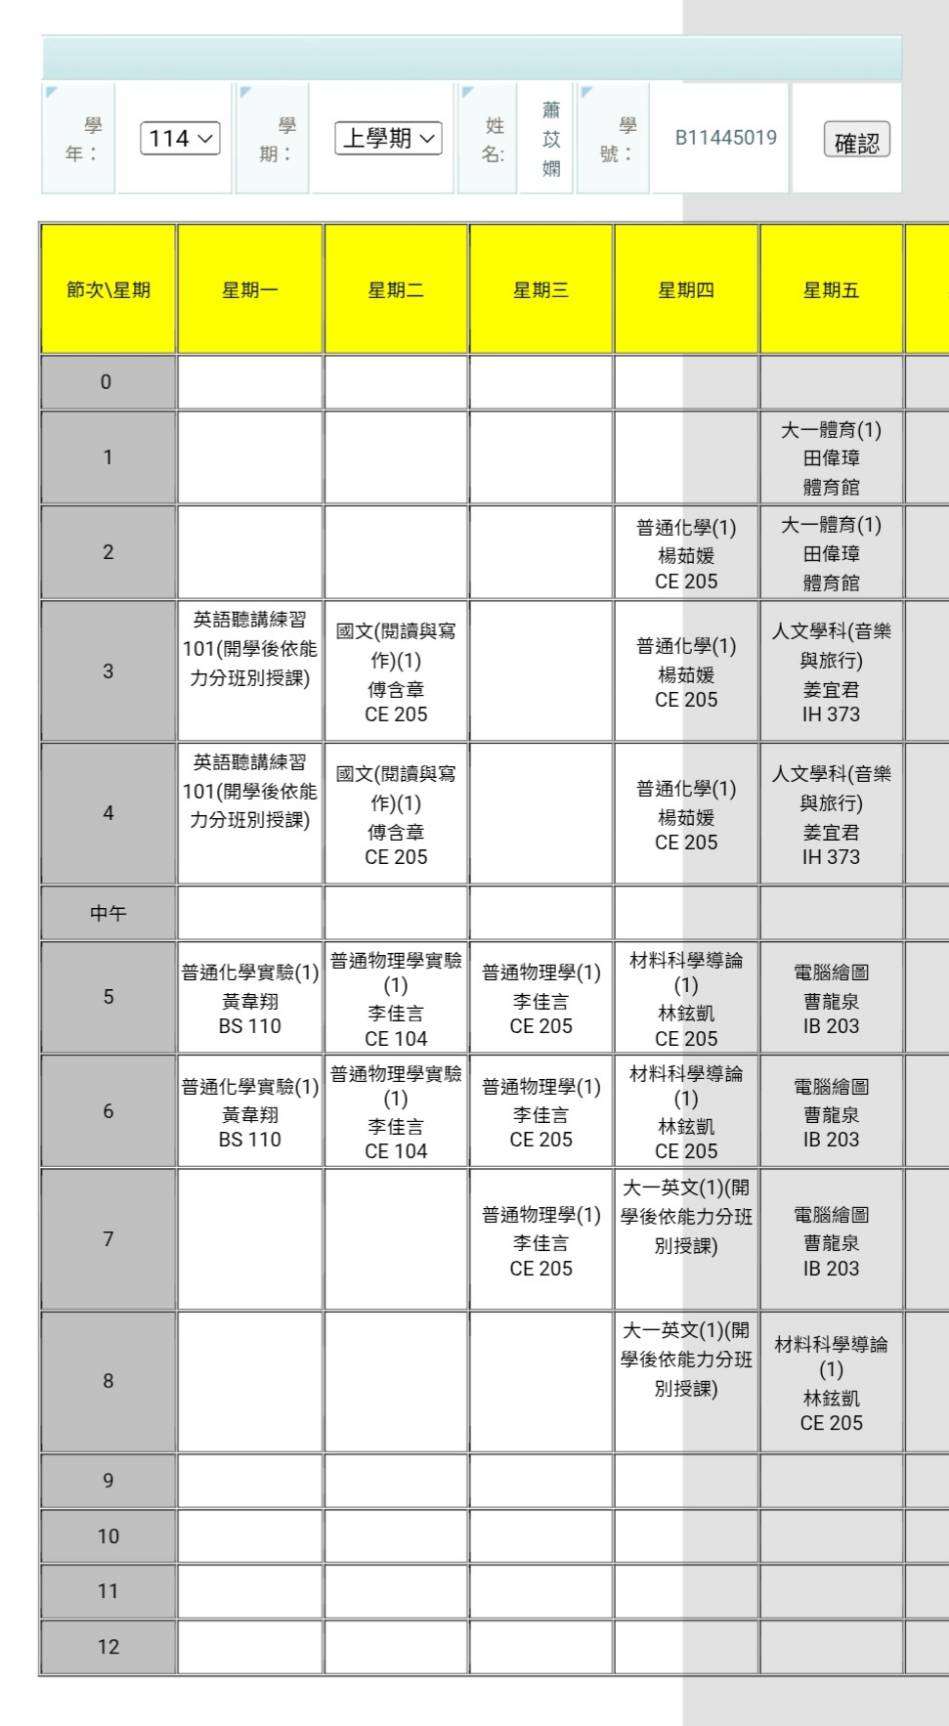 學年：
114
學期：
上學期
姓名:
蕭苡嫻
學號：
B11445019
確認
節次\星期 星期一 星期二 星期三 星期四 星期五
0
1
大一體育(1)
田偉璋
體育館
2
普通化學(1)
楊茹媛
CE 205
大一體育(1)
田偉璋
體育館
3
英語聽講練習
101(開學後依能
力分班別授課)
國文(閱讀與寫
作)(1)
傅含章
CE 205
普通化學(1)
楊茹媛
CE 205
人文學科(音樂
與旅行)
姜宜君
IH 373
4
英語聽講練習
101(開學後依能
力分班別授課)
國文(閱讀與寫
作)(1)
傅含章
CE 205
普通化學(1)
楊茹媛
CE 205
人文學科(音樂
與旅行)
姜宜君
IH 373
中午
5
普通化學實驗(1)
黃韋翔
BS 110
普通物理學實驗
(1)
李佳言
CE 104
普通物理學(1)
李佳言
CE 205
材料科學導論
(1)
林鉉凱
CE 205
電腦繪圖
曹龍泉
IB 203
6
普通化學實驗(1)
黃韋翔
BS 110
普通物理學實驗
(1)
李佳言
CE 104
普通物理學(1)
李佳言
CE 205
材料科學導論
(1)
林鉉凱
CE 205
電腦繪圖
曹龍泉
IB 203
7
普通物理學(1)
李佳言
CE 205
大一英文(1)(開
學後依能力分班
別授課)
電腦繪圖
曹龍泉
IB 203
8
大一英文(1)(開
學後依能力分班
別授課)
材料科學導論
(1)
林鉉凱
CE 205
9
10
11
12